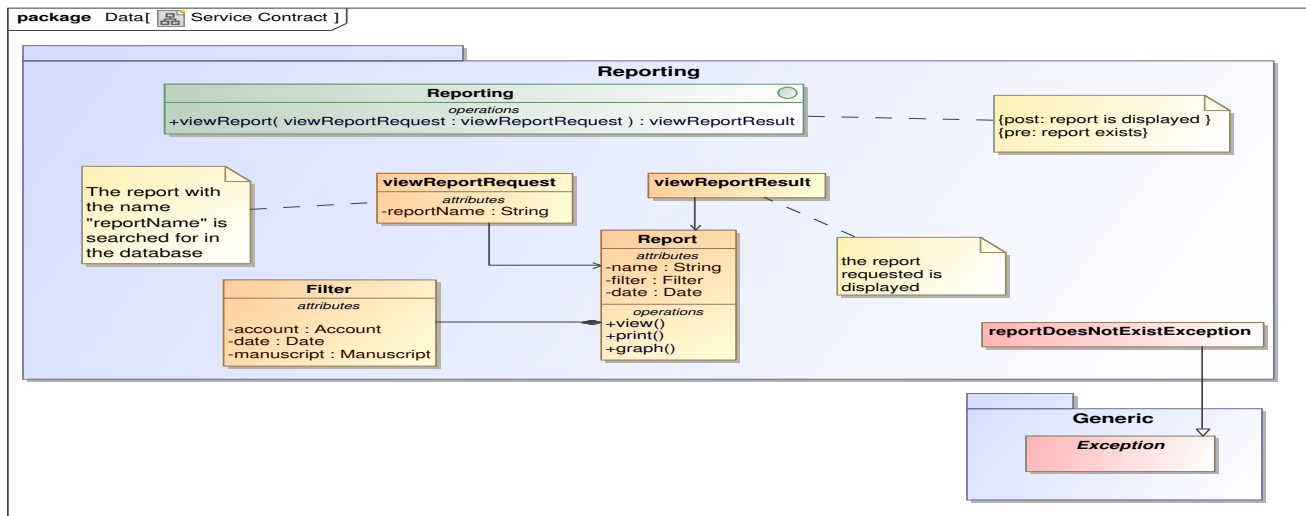 package Data[ Service Contract ]
Reporting
Reporting
operations
+viewReport( viewReportRequest : viewReportRequest ) : viewReportResult
{post: report is displayed }
{pre: report exists}
The report with
the name
"reportName" is
searched for in
the database
viewReportRequest
attributes
-reportName : String
viewReportResult
Report
attributes
-name : String
-filter : Filter
-date : Date
operations
+view()
+print()
+graph()
the report
requested is
displayed
Filter
attributes
-account : Account
-date : Date
-manuscript : Manuscript
reportDoesNotExistException
Generic
Exception